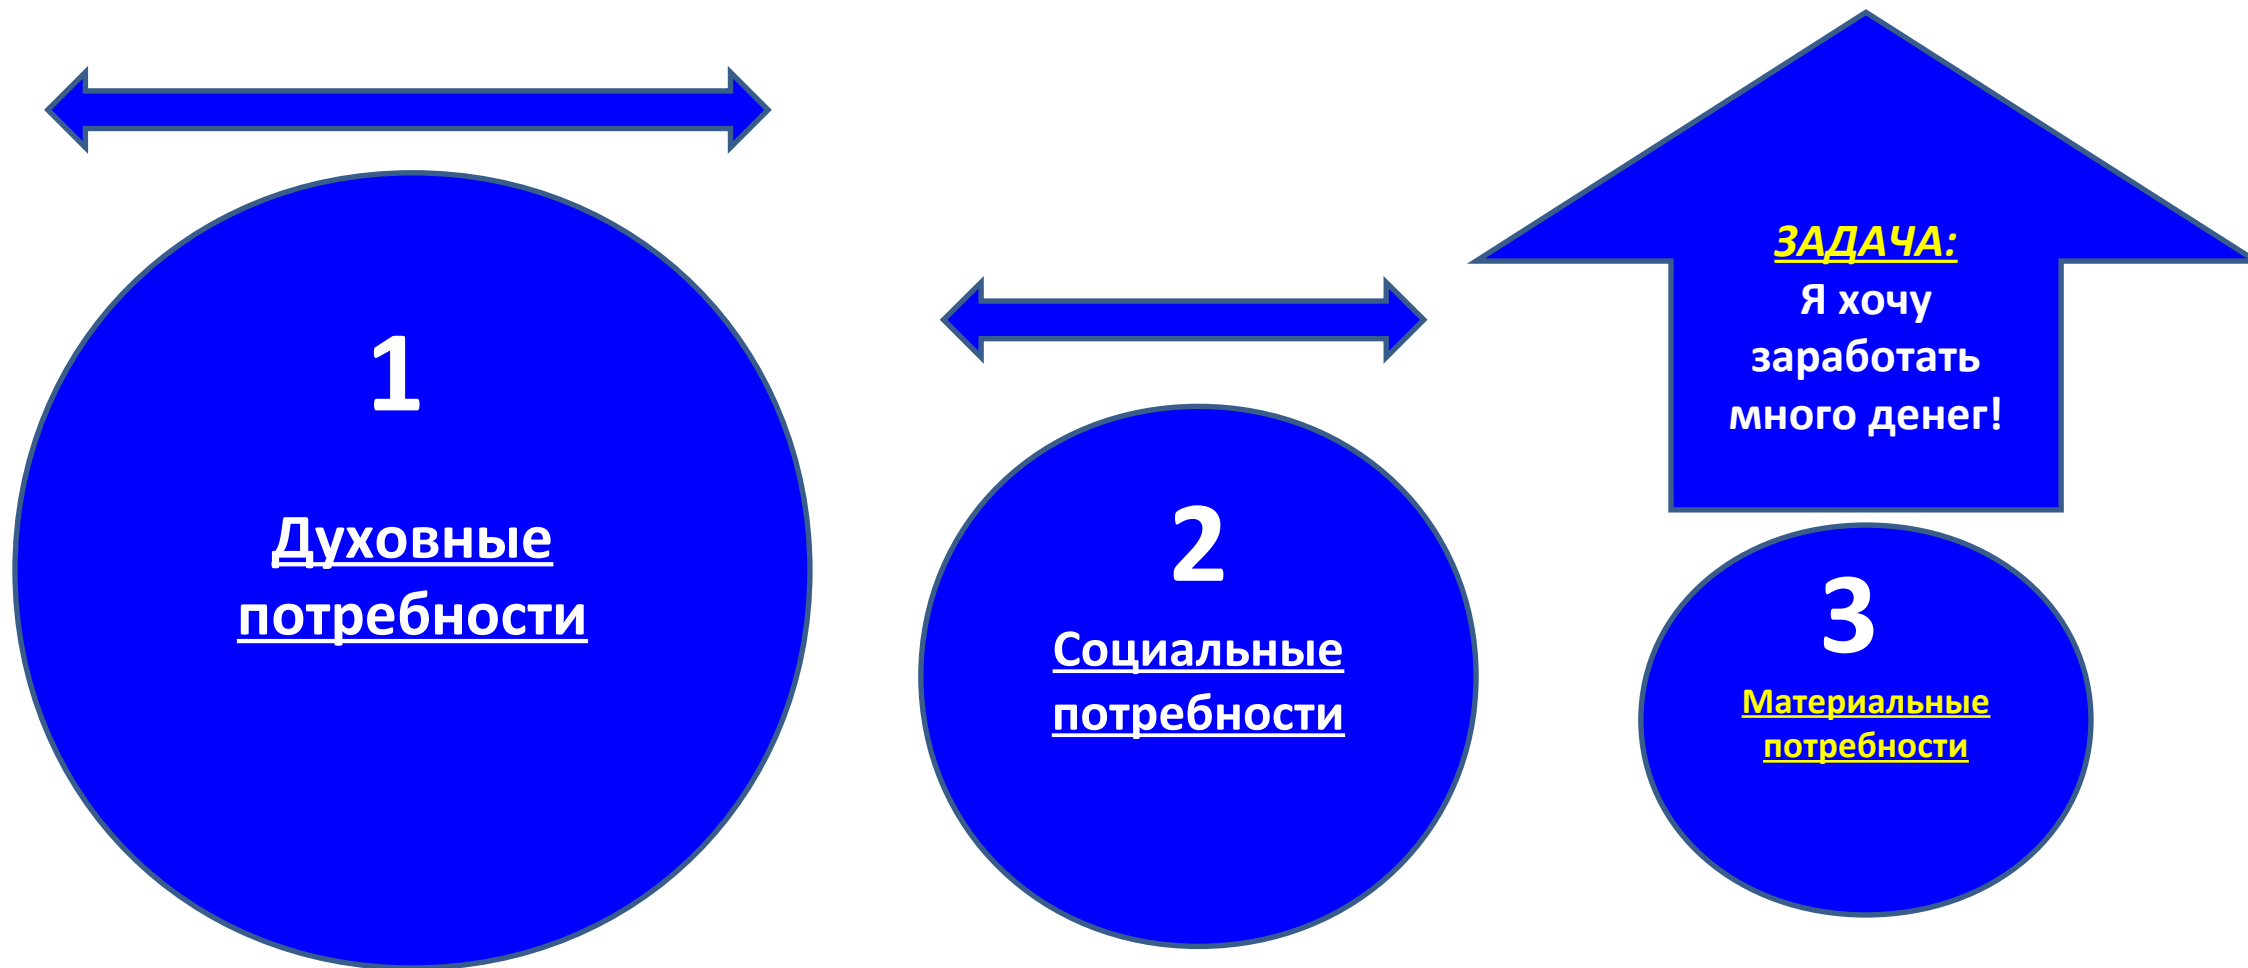 1
Духовные
потребности
2
Социальные
потребности
ЗАДАЧА:
Я хочу
заработать
много денег!
3
Материальные
потребности